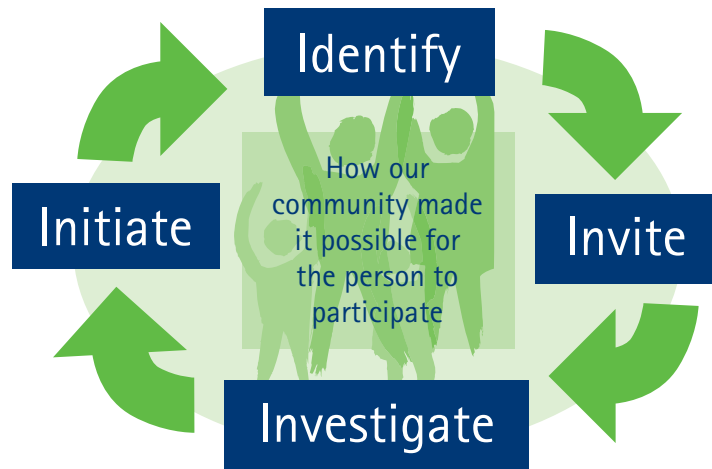 Identify
Invite
Investigate
Initiate
How our
community made
it possible for
the person to
participate